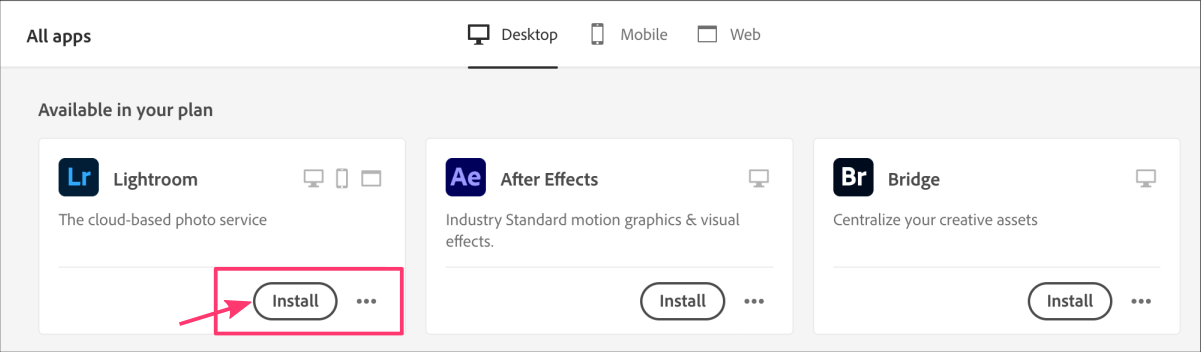 All apps
Desktop
Mobile
Web
Available in your plan
Lr
Lightroom
The cloud-based photo service
Install
Ae
After Effects
Industry Standard motion graphics & visual
effects.
Install
Br
Bridge
Centralize your creative assets
Install